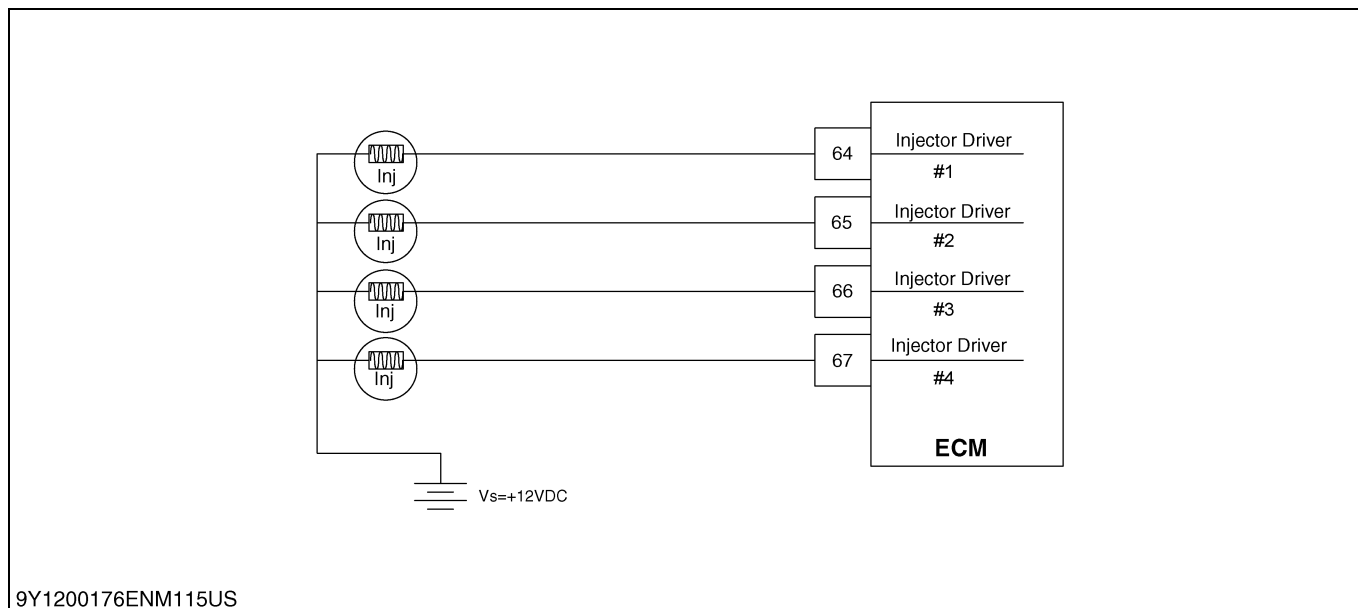 Inj
64
Injector Driver
#1
Inj
65
Injector Driver
#2
Inj
66
Injector Driver
#3
Inj
67
Injector Driver
#4
ECM
Vs=+12VDC
9Y1200176ENM115US